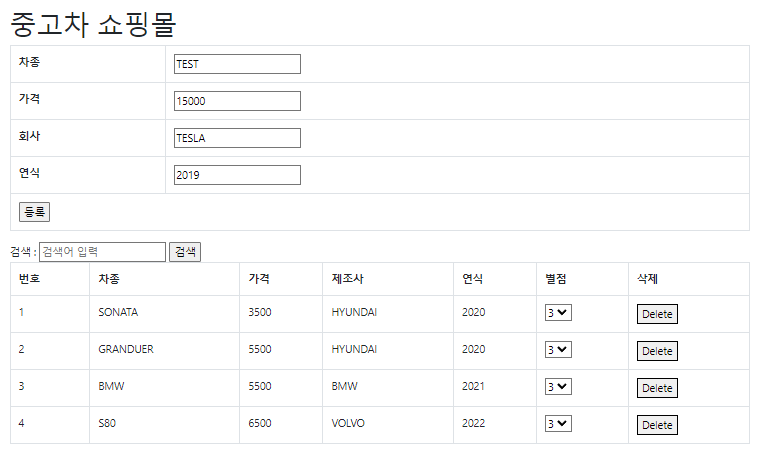 중고차 쇼핑몰
차종 TEST
가격 15000
회사 TESLA
연식 2019
등록
검색 : 검색어 입력 검색
번호 차종 가격 제조사 연식 별점 삭제
1 SONATA 3500 HYUNDAI 2020 3 Delete
2 GRANDUER 5500 HYUNDAI 2020 3 Delete
3 BMW 5500 BMW 2021 3 Delete
4 S80 6500 VOLVO 2022 3 Delete